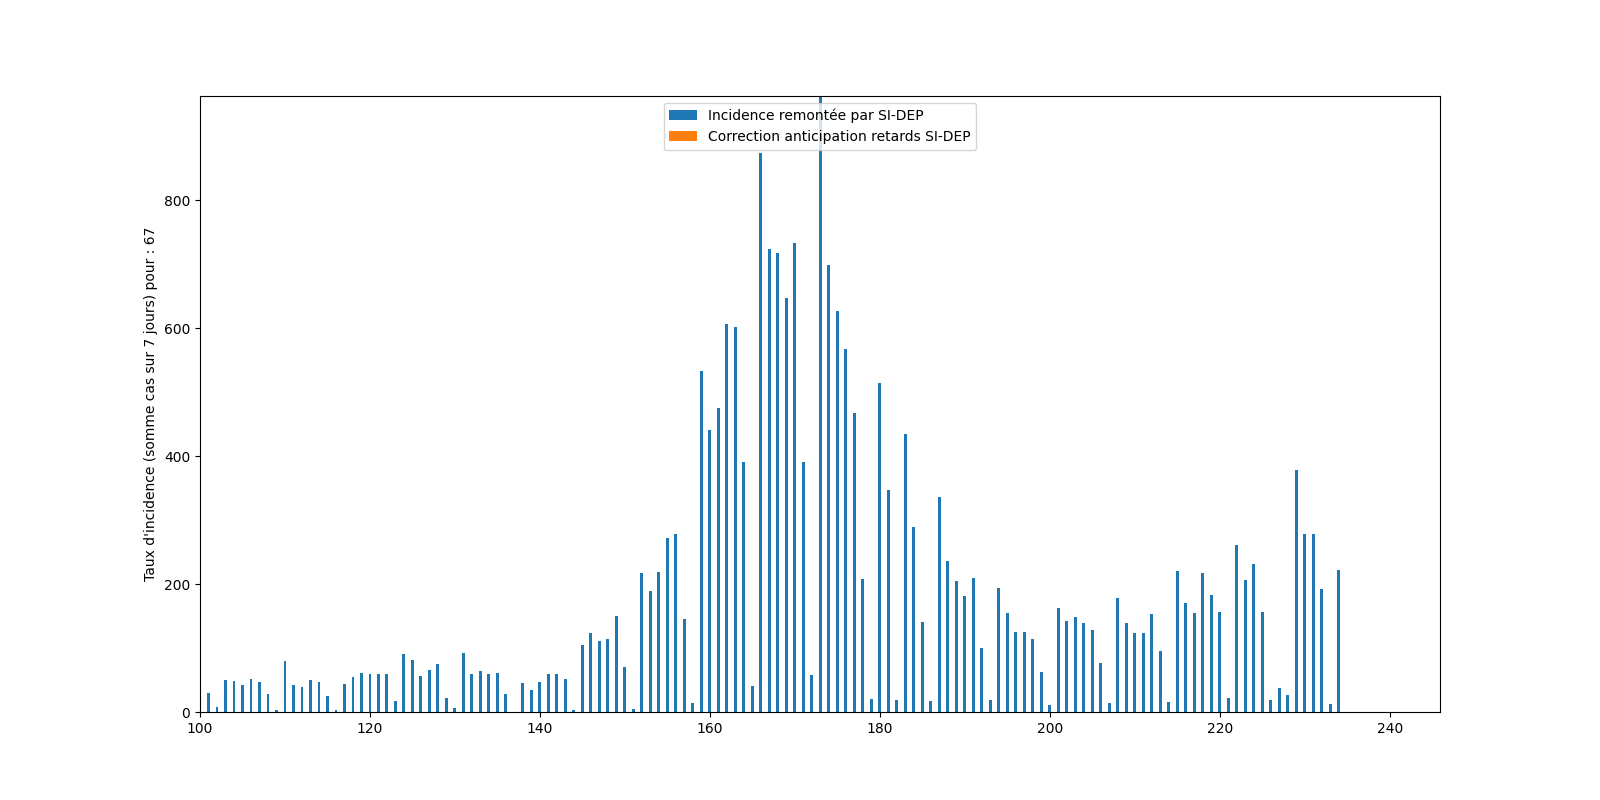 Incidence remontée par SI-DEP
Correction anticipation retards SI-DEP
Taux d'incidence (somme cas sur 7 jours) pour : 67
800
600
400
200
0
100 120 140 160 180 200 220 240